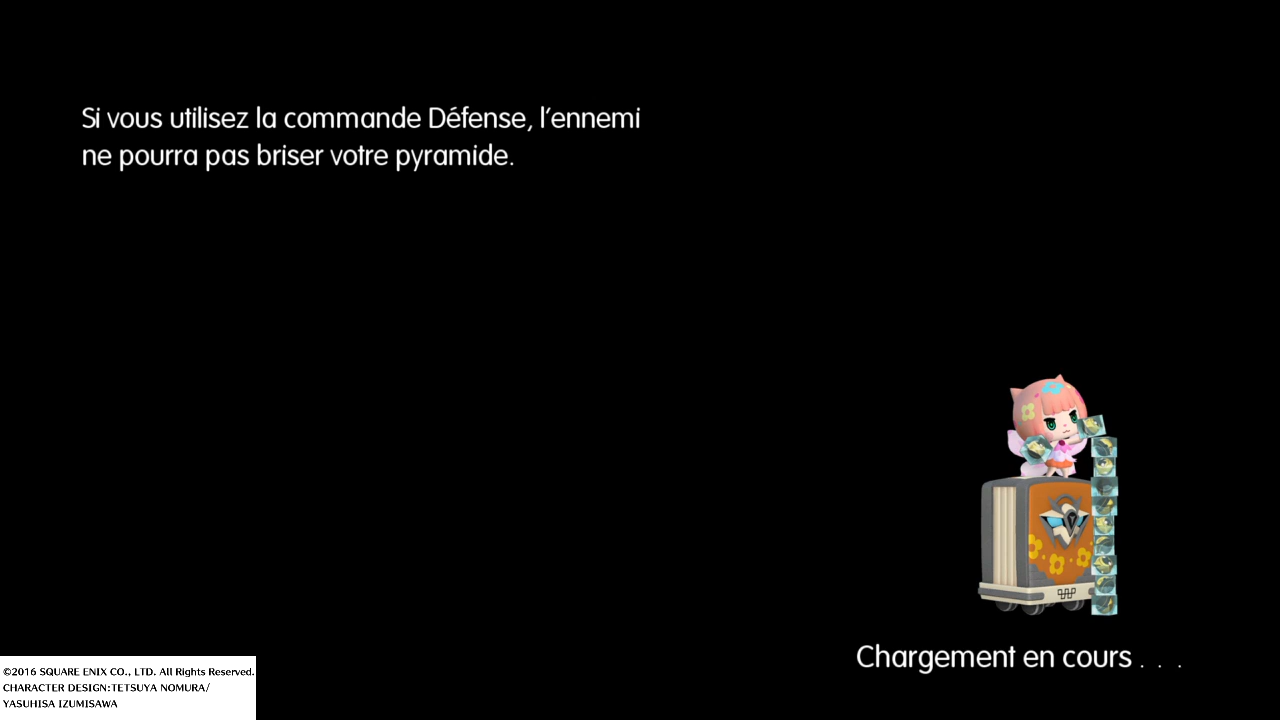 Si vous utilisez la commande Défense, l'ennemi
ne pourra pas briser votre pyramide.
Chargement en cours . . .
©2016 SQUARE ENIX CO., LTD. All Rights Reserved.
CHARACTER DESIGN:TETSUYA NOMURA/
YASUHISA IZUMISAWA